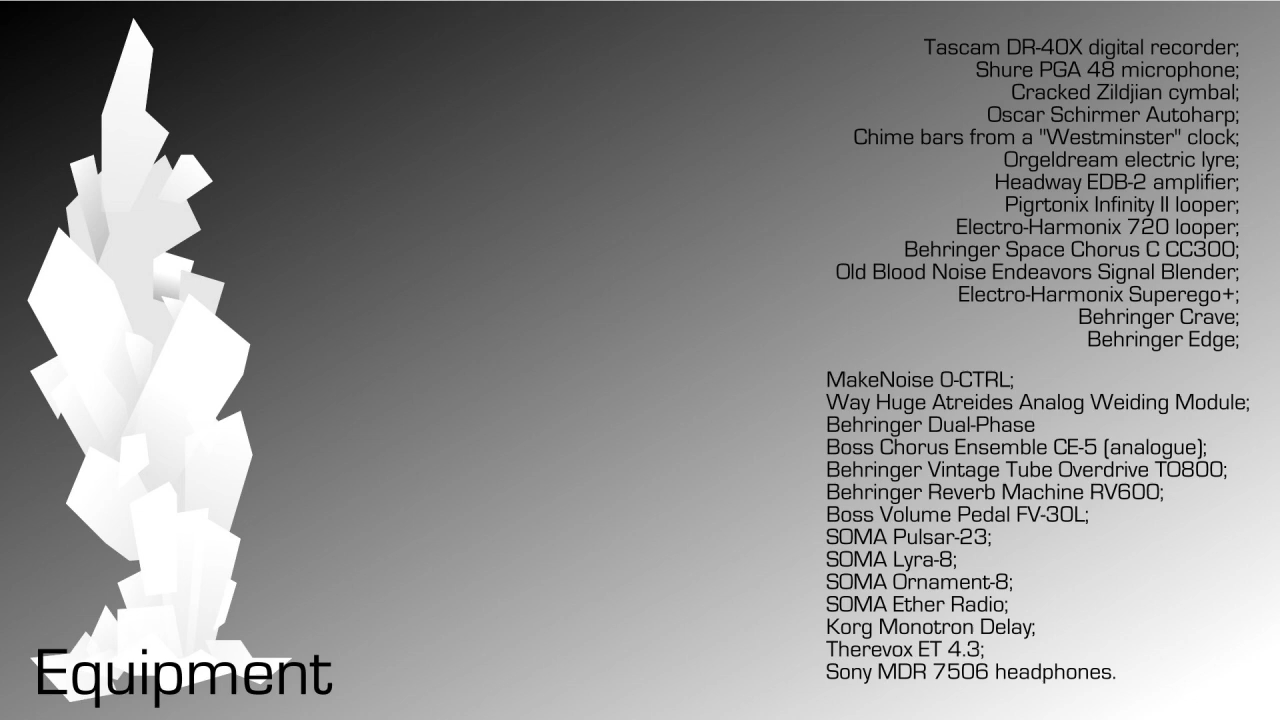 Tascam DR-40X digital recorder;
Shure PGA 48 microphone;
Cracked Zildjian cymbal;
Oscar Schirmer Autoharp;
Chime bars from a "Westminster" clock;
Orgeldream electric lyre;
Headway EDB-2 amplifier;
Pigrtonix Infinity II looper;
Electro-Harmonix 720 looper;
Behringer Space Chorus C CC300;
Old Blood Noise Endeavors Signal Blender;
Electro-Harmonix Superego+;
Behringer Crave;
Behringer Edge;
MakeNoise 0-CTRL;
Way Huge Atreides Analog Weiding Module;
Behringer Dual-Phase
Boss Chorus Ensemble CE-5 (analogue);
Behringer Vintage Tube Overdrive TO800;
Behringer Reverb Machine RV600;
Boss Volume Pedal FV-30L;
SOMA Pulsar-23;
SOMA Lyra-8;
SOMA Ornament-8;
SOMA Ether Radio;
Korg Monotron Delay;
Therevox ET 4.3;
Sony MDR 7506 headphones.
Equipment